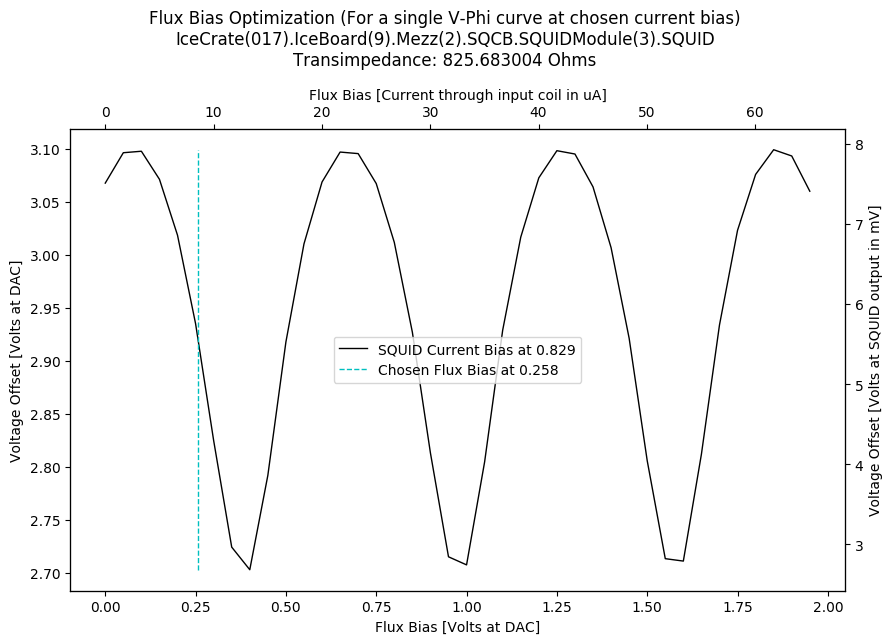 Flux Bias Optimization (For a single V-Phi curve at chosen current bias)
IceCrate(017).IceBoard(9).Mezz(2).SQCB.SQUIDModule(3).SQUID
Transimpedance: 825.683004 Ohms
Flux Bias [Current through input coil in uA]
0 10 20 30 40 50 60
3.10
3.05
3.00
2.95
2.90
2.85
2.80
2.75
2.70
Voltage Offset [Volts at DAC]
SQUID Current Bias at 0.829
Chosen Flux Bias at 0.258
8
7
6
5
4
3
Voltage Offset [Volts at SQUID output in mV]
0.00 0.25 0.50 0.75 1.00 1.25 1.50 1.75 2.00
Flux Bias [Volts at DAC]